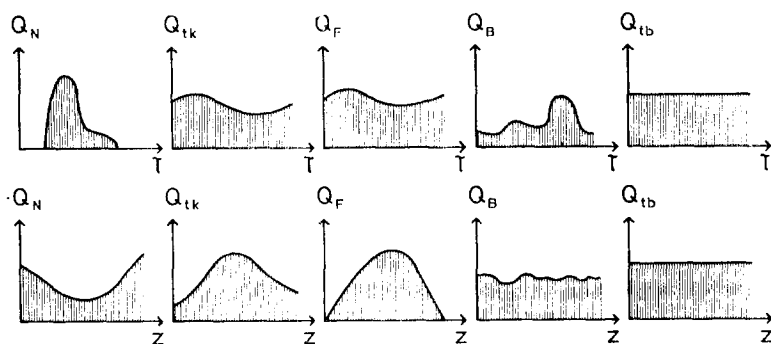 Q_N Q_tk Q_F Q_B Q_tb
τ τ τ τ τ
Q_N Q_tk Q_F Q_B Q_tb
z z z z z